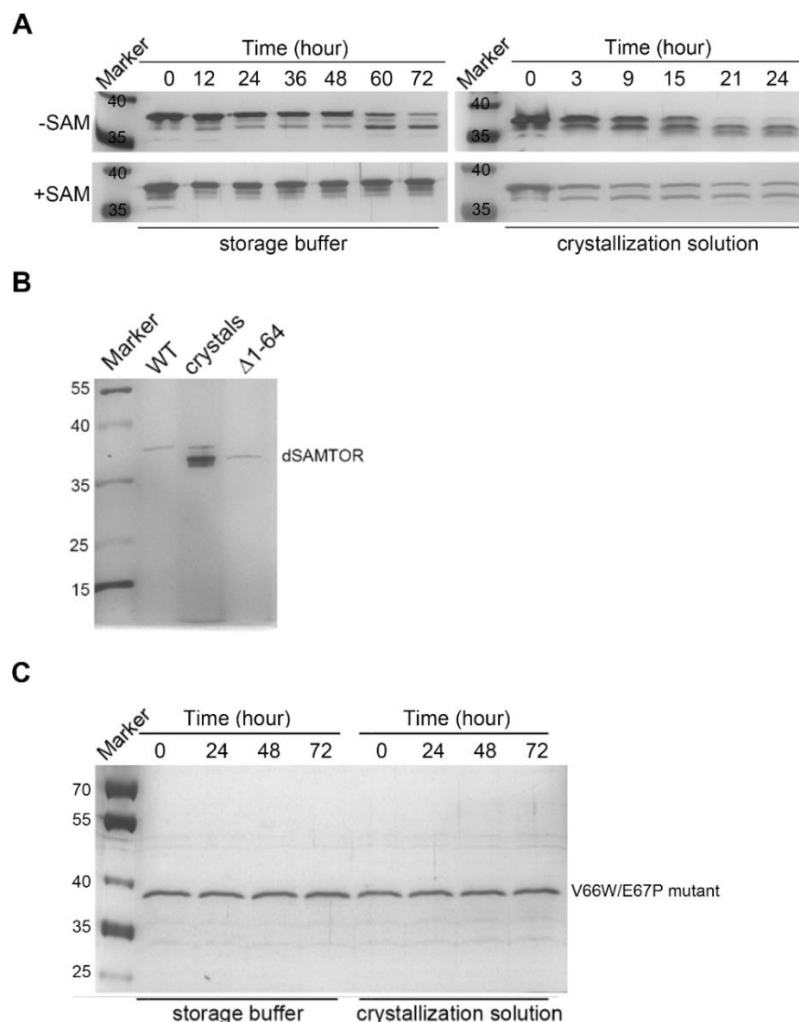 A
Marker
Time (hour)
0 12 24 36 48 60 72
Marker
Time (hour)
0 3 9 15 21 24
-SAM
40
35
40
35
+SAM
40
35
40
35
storage buffer
crystallization solution
B
Marker
WT
crystals
Δ1-64
55
40
35
25
15
dSAMTOR
C
Marker
Time (hour)
Time (hour)
0 24 48 72
0 24 48 72
70
55
40
35
25
V66W/E67P mutant
storage buffer
crystallization solution